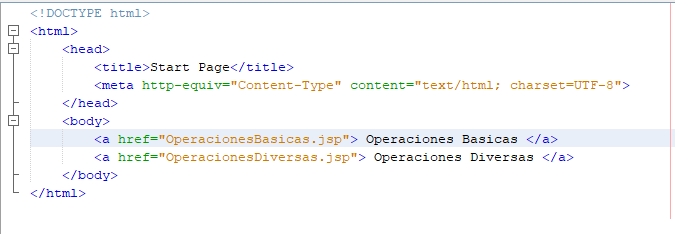 <!DOCTYPE html>
<html>
<head>
<title>Start Page</title>
<meta http-equiv="Content-Type" content="text/html; charset=UTF-8">
</head>
<body>
<a href="OperacionesBasicas.jsp"> Operaciones Basicas </a>
<a href="OperacionesDiversas.jsp"> Operaciones Diversas </a>
</body>
</html>